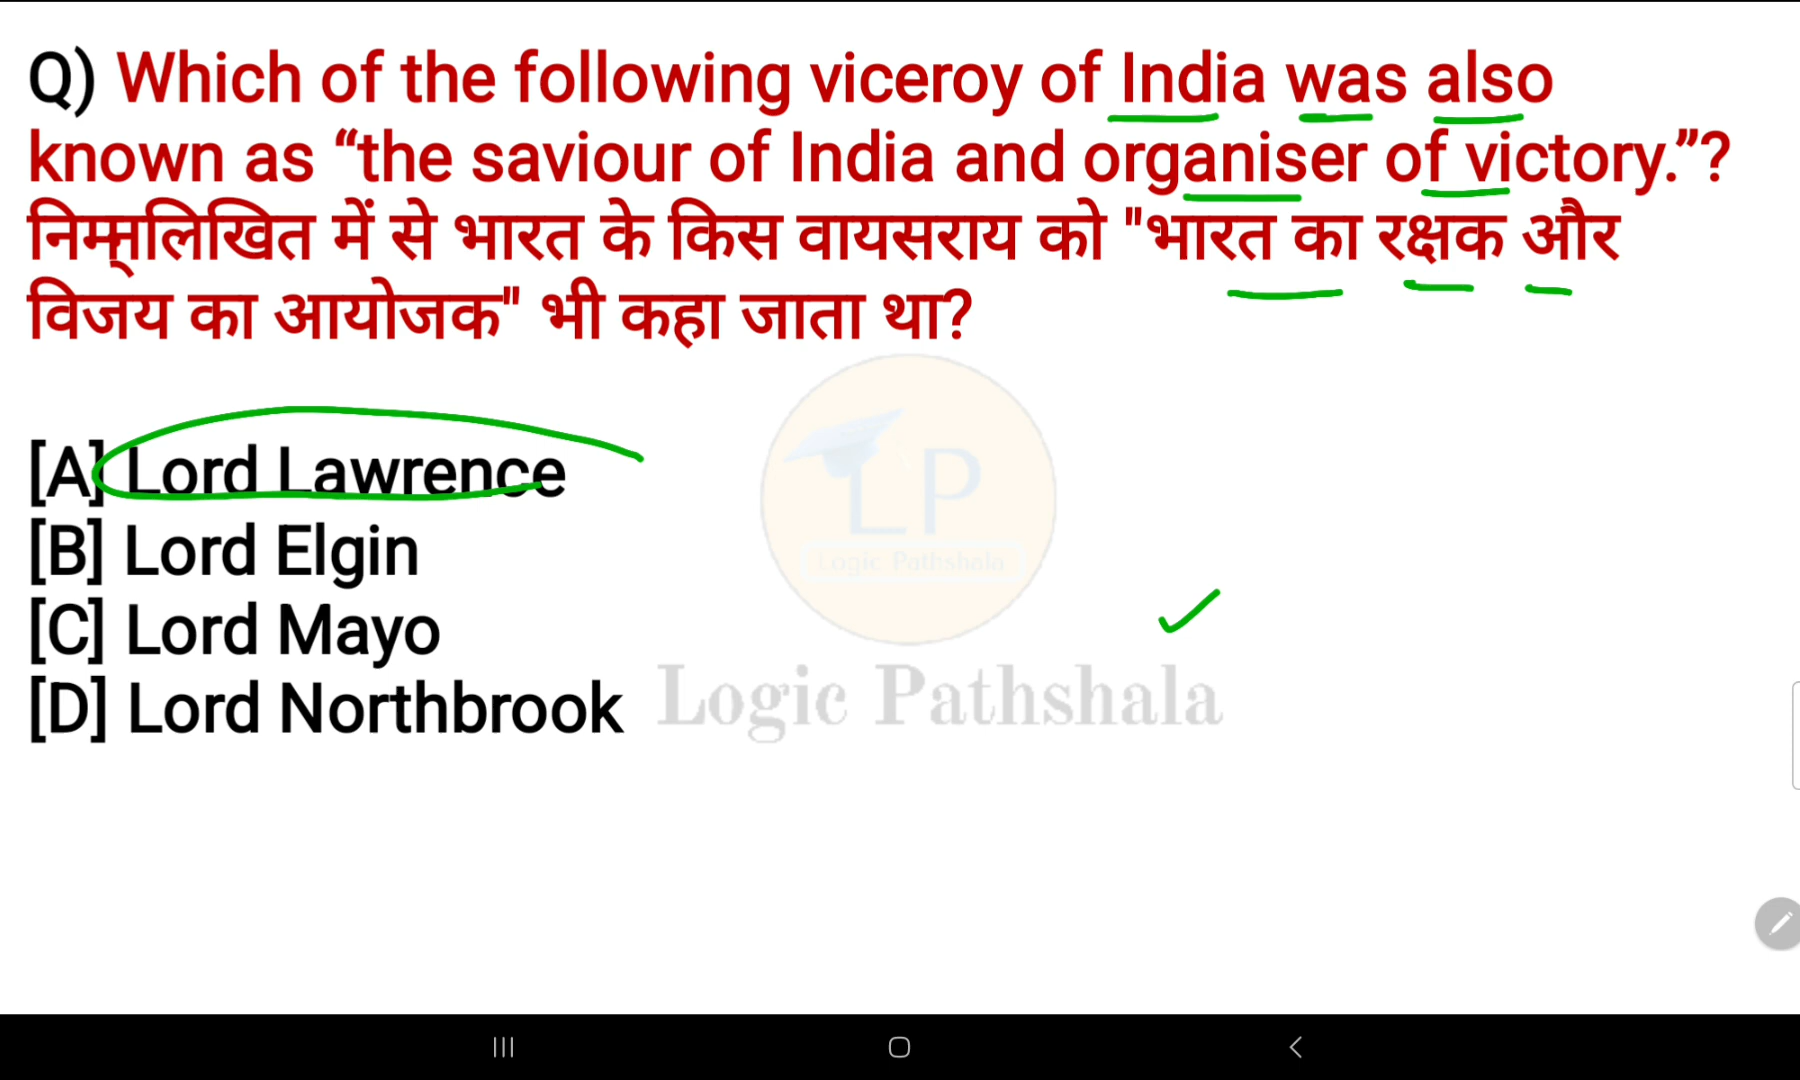 Q) Which of the following viceroy of India was also
known as “the saviour of India and organiser of victory.”?
निम्नलिखित में से भारत के किस वायसराय को "भारत का रक्षक और
विजय का आयोजक" भी कहा जाता था?
[A] Lord Lawrence
[B] Lord Elgin
[C] Lord Mayo
[D] Lord Northbrook
LP
Logic Pathshala
Logic Pathshala